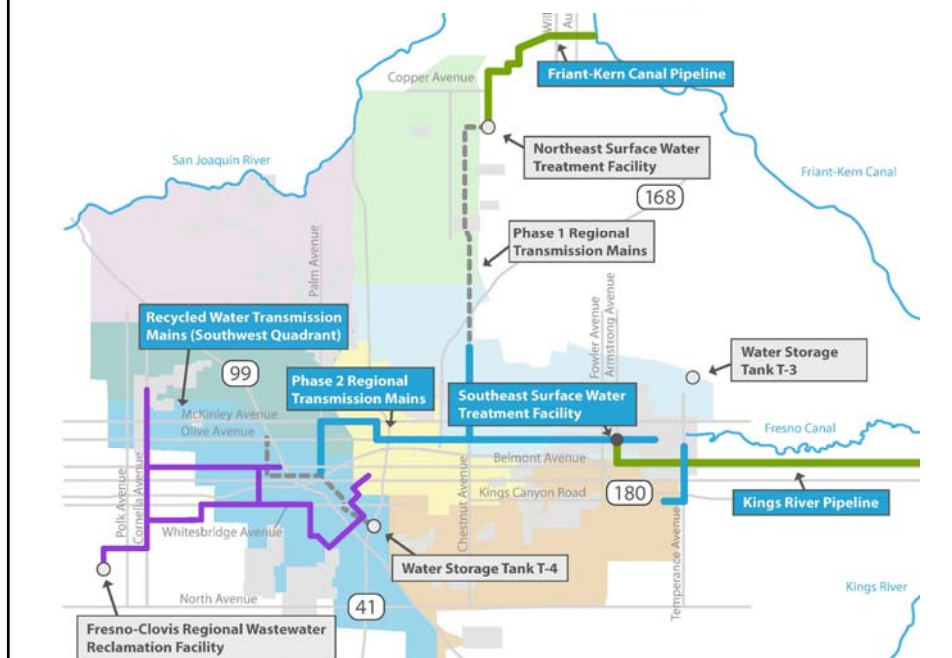 Will
Au
Friant-Kern Canal Pipeline
Copper Avenue
Northeast Surface Water
Treatment Facility
San Joaquin River
Friant-Kern Canal
168
Phase 1 Regional
Transmission Mains
Palm Avenue
Recycled Water Transmission
Mains (Southwest Quadrant)
Fowler Avenue
Armstrong Avenue
Water Storage
Tank T-3
99
Phase 2 Regional
Transmission Mains
Southeast Surface Water
Treatment Facility
McKinley Avenue
Olive Avenue
Fresno Canal
Belmont Avenue
Polk Avenue
Cornelia Avenue
Chestnut Avenue
Kings Canyon Road
180
Kings River Pipeline
Whitesbridge Avenue
Temperance Avenue
Water Storage Tank T-4
Kings River
North Avenue
41
Fresno-Clovis Regional Wastewater
Reclamation Facility